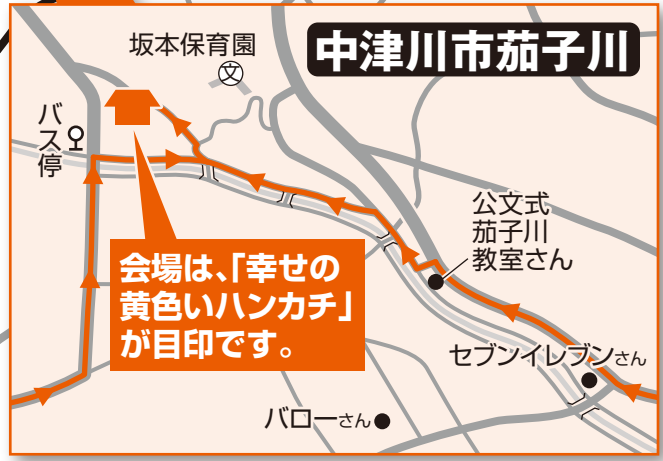 中津川市茄子川
坂本保育園
文
バス停
公文式
茄子川
教室さん
会場は、「幸せの
黄色いハンカチ」
が目印です。
セブンイレブンさん
バローさん